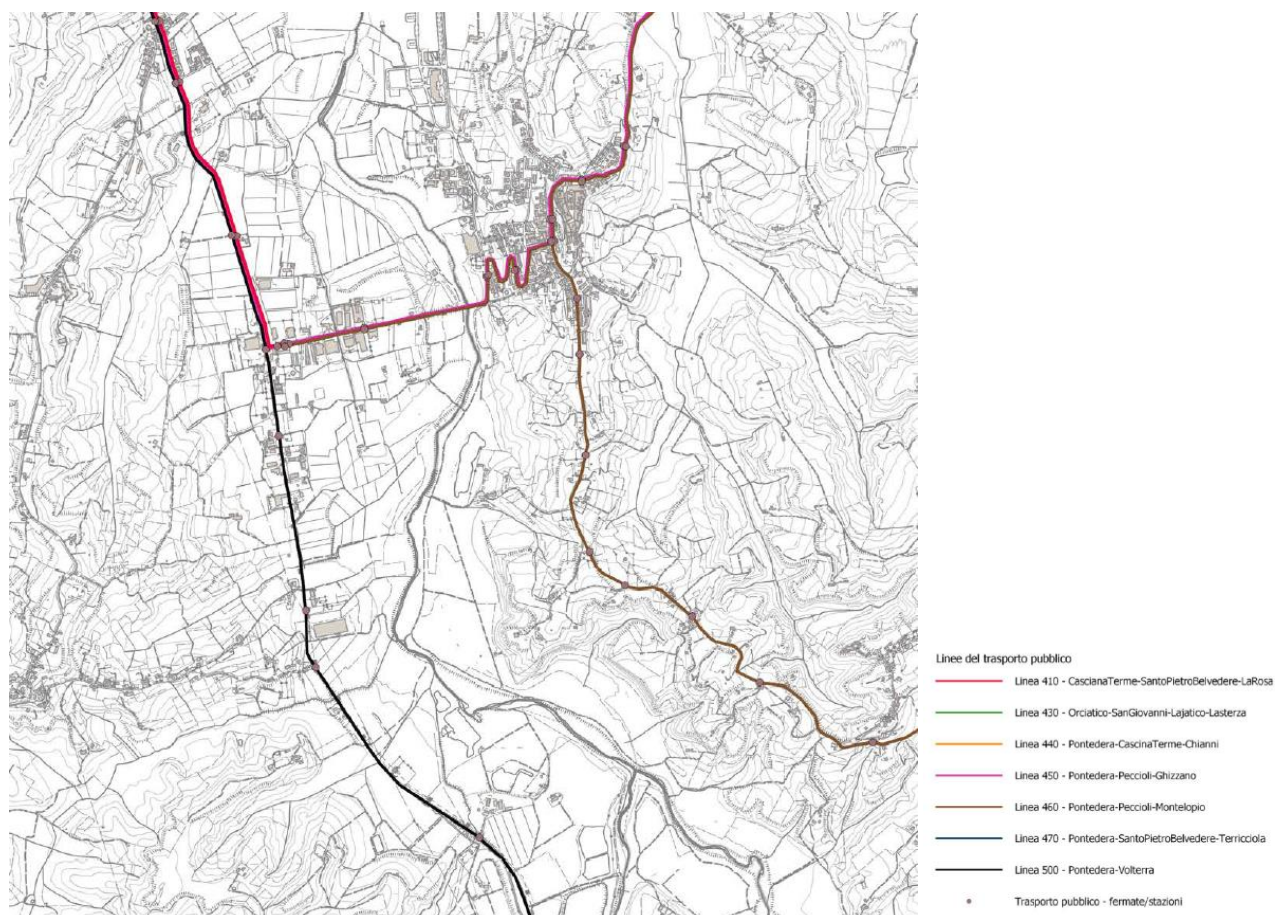 Linee del trasporto pubblico
Linea 410 - CascianaTerme-SantoPietroBelvedere-LaRosa
Linea 430 - Orciatico-SanGiovanni-Lajatico-Lasterza
Linea 440 - Pontedera-CascinaTerme-Chianni
Linea 450 - Pontedera-Peccioli-Ghizzano
Linea 460 - Pontedera-Peccioli-Montelopio
Linea 470 - Pontedera-SantoPietroBelvedere-Terricciola
Linea 500 - Pontedera-Volterra
Trasporto pubblico - fermate/stazioni